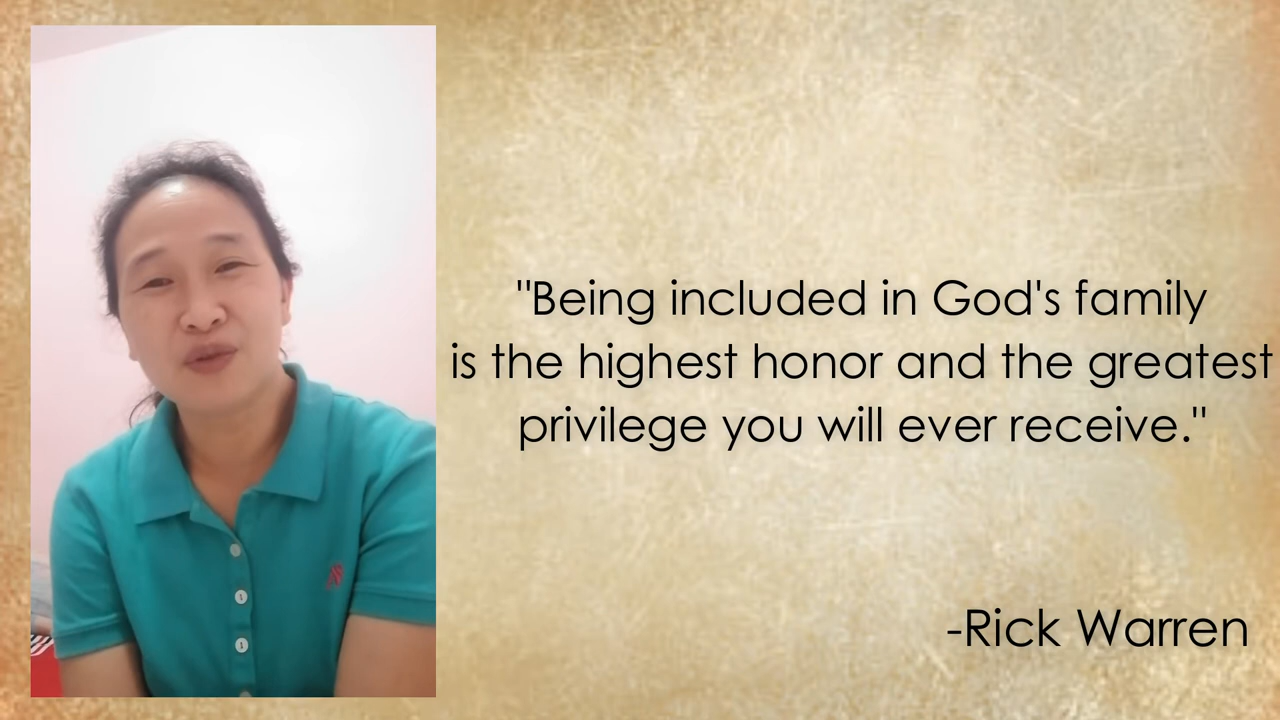 "Being included in God's family
is the highest honor and the greatest
privilege you will ever receive."
-Rick Warren